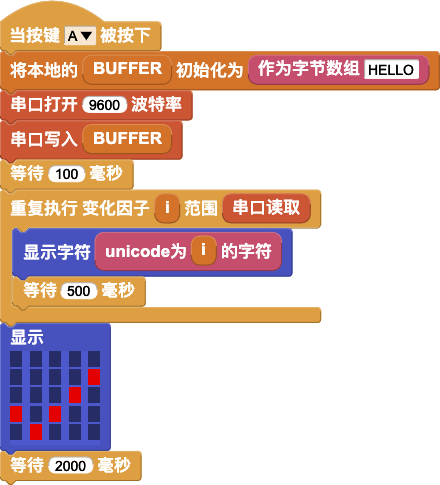 当按键 A 被按下
将本地的 BUFFER 初始化为 作为字节数组 HELLO
串口打开 9600 波特率
串口写入 BUFFER
等待 100 毫秒
重复执行 变化因子 i 范围 串口读取
显示字符 unicode为 i 的字符
等待 500 毫秒
显示
等待 2000 毫秒